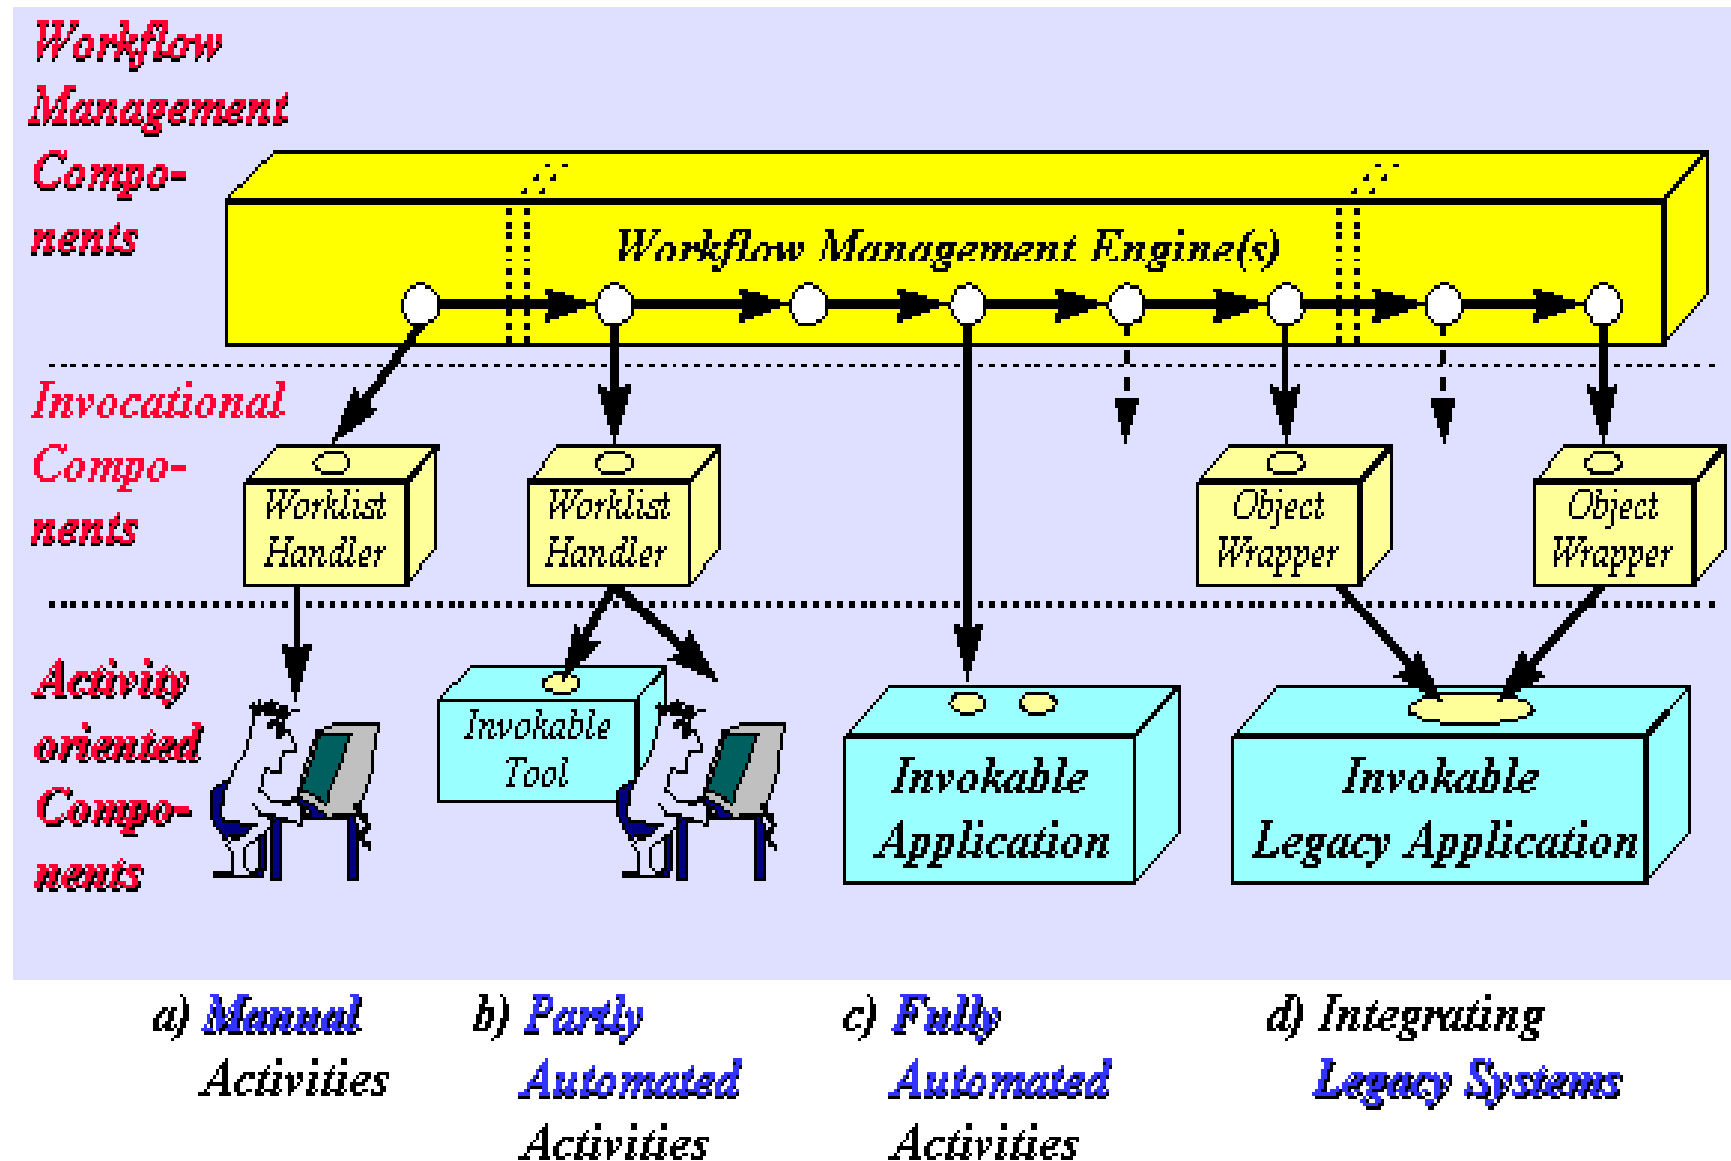 Workflow
Management
Compo-
nents
Workflow Management Engine(s)
Invocational
Compo-
nents
Worklist
Handler
Worklist
Handler
Object
Wrapper
Object
Wrapper
Activity
oriented
Compo-
nents
Invokable
Tool
Invokable
Application
Invokable
Legacy Application
a) Manual
Activities
b) Partly
Automated
Activities
c) Fully
Automated
Activities
d) Integrating
Legacy Systems